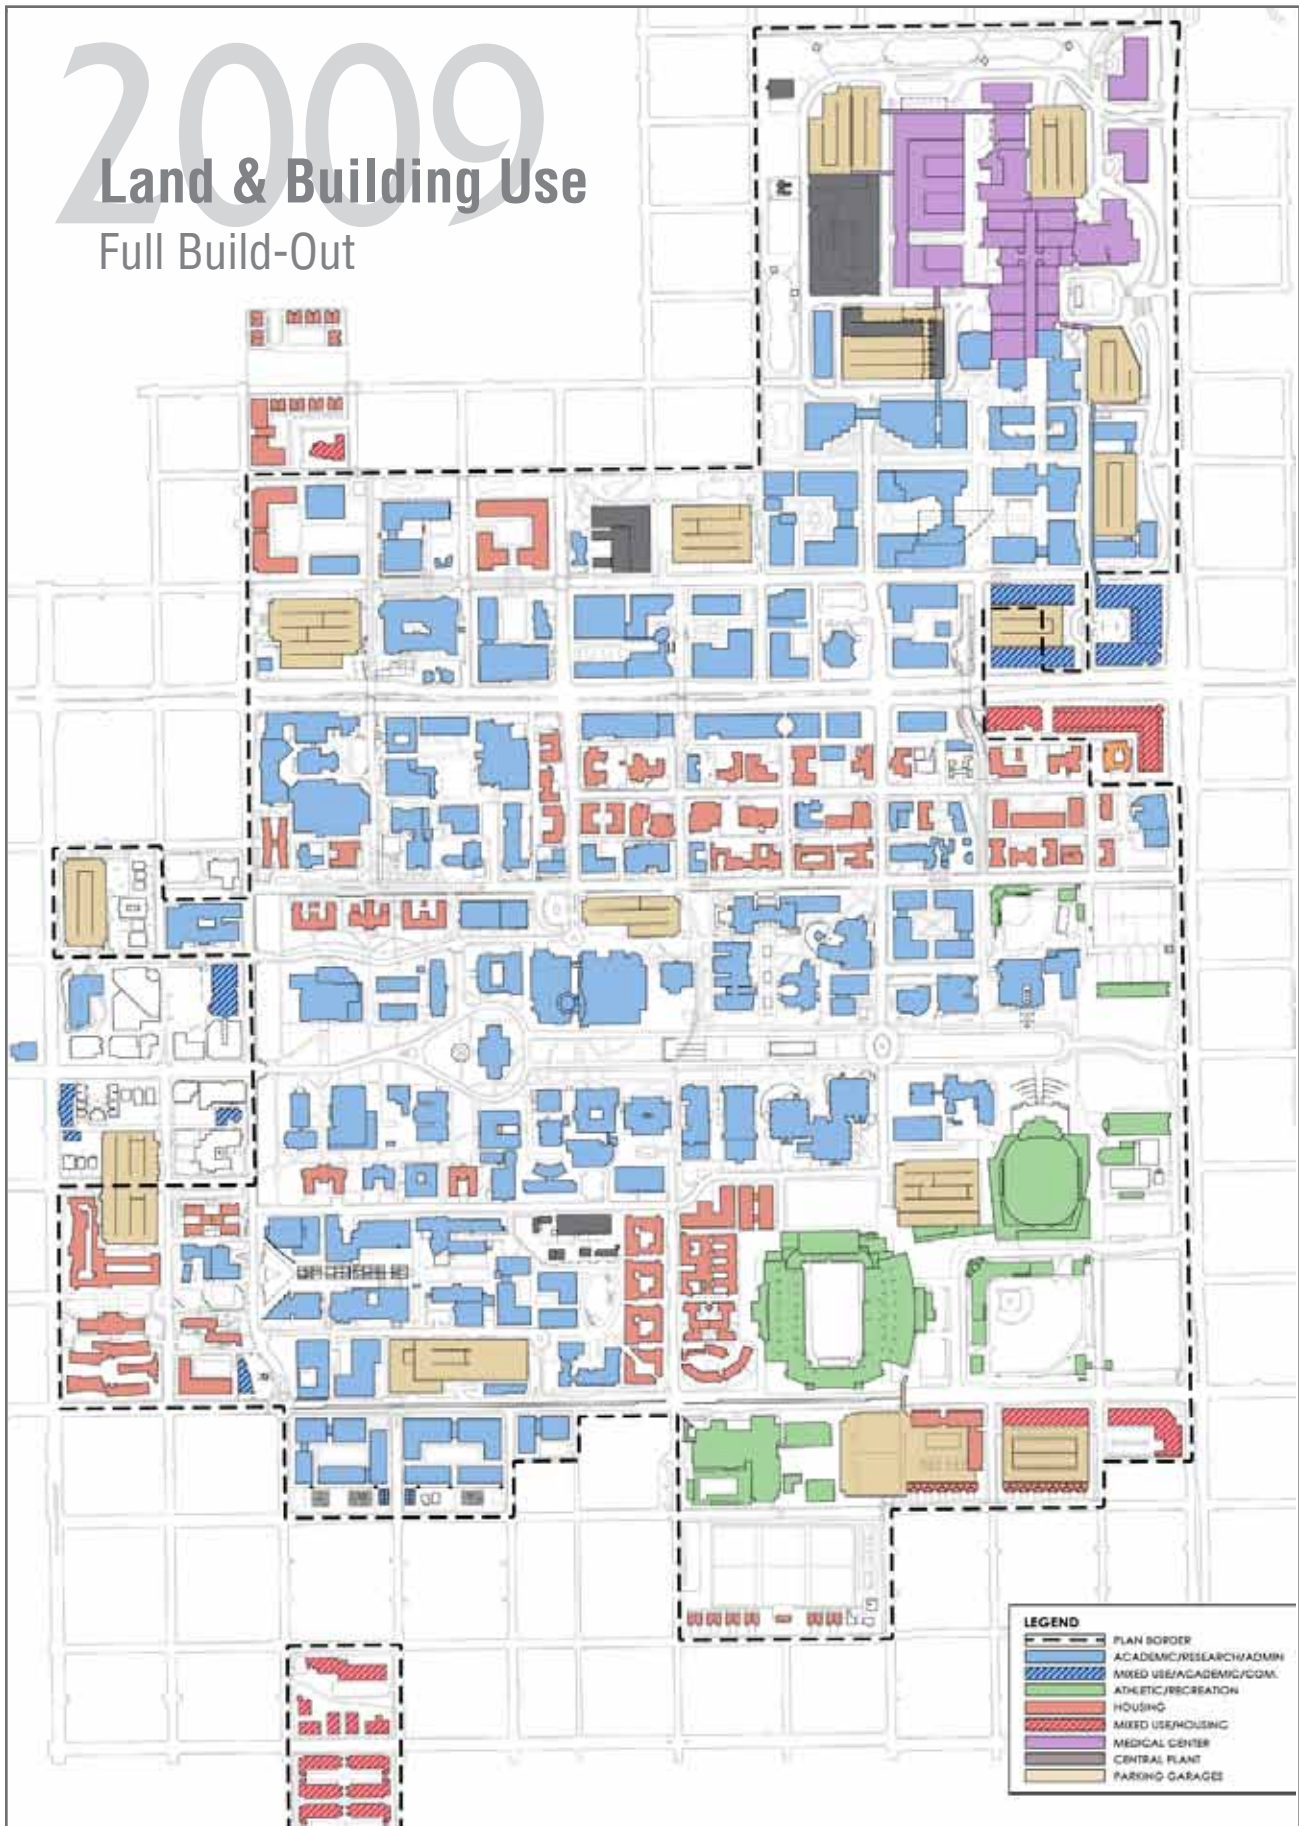 2009
Land & Building Use
Full Build-Out
LEGEND
PLAN BORDER
ACADEMIC/RESEARCH/ADMIN
MIXED USE/ACADEMIC/COM.
ATHLETIC/RECREATION
HOUSING
MIXED USE/HOUSING
MEDICAL CENTER
CENTRAL PLANT
PARKING GARAGES